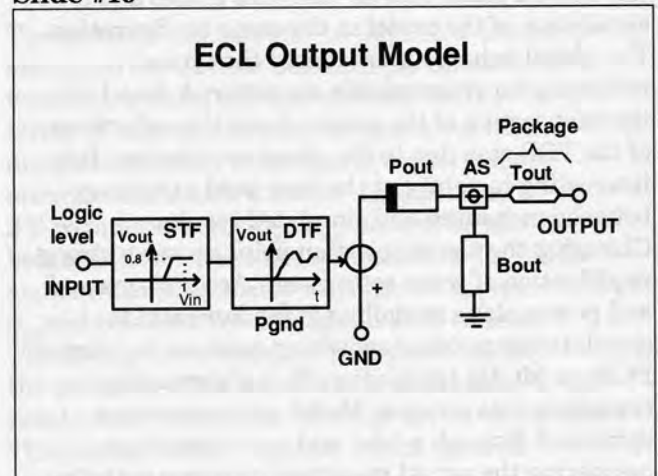 Slide #10
ECL Output Model
Package
Pout
AS
Tout
Logic
level
Vout STF
Vout DTF
OUTPUT
0.8
Bout
INPUT
Vin
t
+
Pgnd
GND